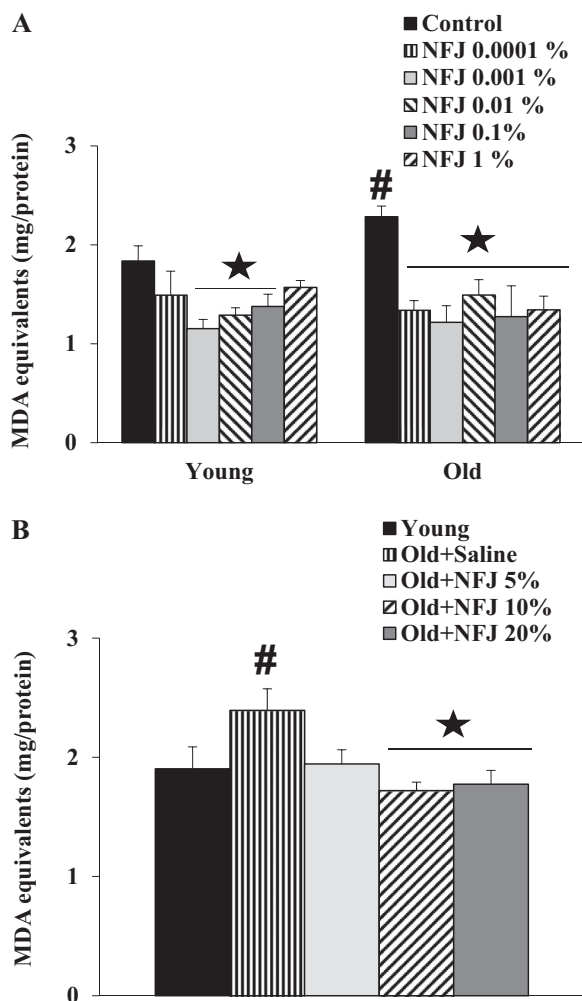 A
Control
NFJ 0.0001 %
NFJ 0.001 %
NFJ 0.01 %
NFJ 0.1%
NFJ 1 %
MDA equivalents (mg/protein)
3
2
1
0
#
★
★
Young
Old
B
Young
Old+Saline
Old+NFJ 5%
Old+NFJ 10%
Old+NFJ 20%
MDA equivalents (mg/protein)
3
2
1
0
#
★